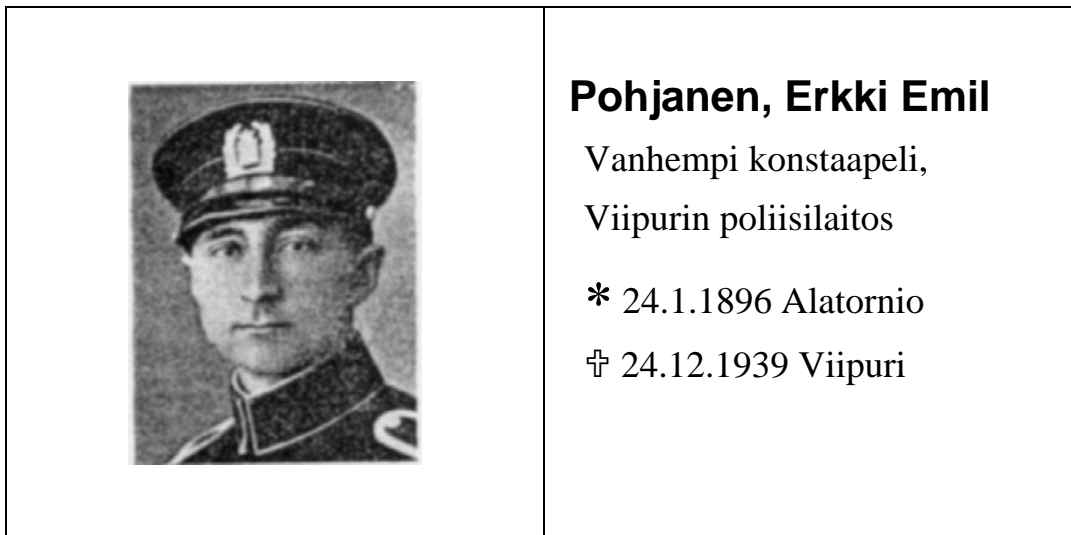 Pohjanen, Erkki Emil
Vanhempi konstaapeli,
Viipurin poliisilaitos
* 24.1.1896 Alatornio
✞ 24.12.1939 Viipuri